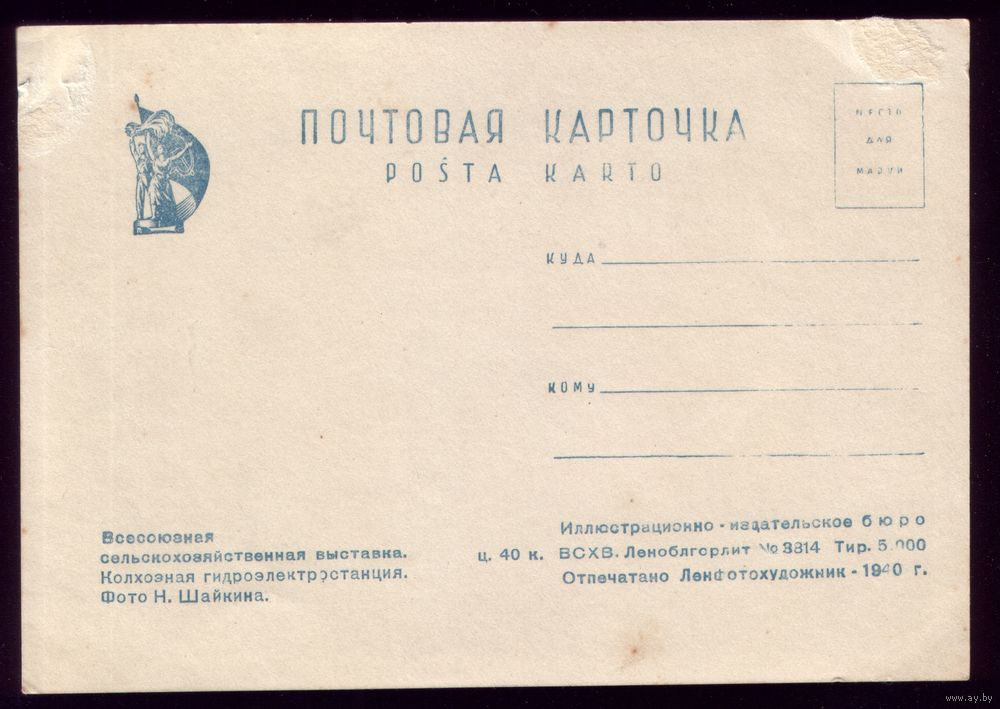 ПОЧТОВАЯ КАРТОЧКА
POŜTA KARTO
МЕСТО
ДЛЯ
МАРКИ
КУДА
КОМУ
Всесоюзная
сельскохозяйственная выставка.
Колхозная гидроэлектростанция.
Фото Н. Шайкина.
ц. 40 к.
Иллюстрационно-издательское бюро
ВСХВ. Леноблгорлит № 3814 Тир. 5.000
Отпечатано Ленфотохудожник - 1940 г.
www.ay.by